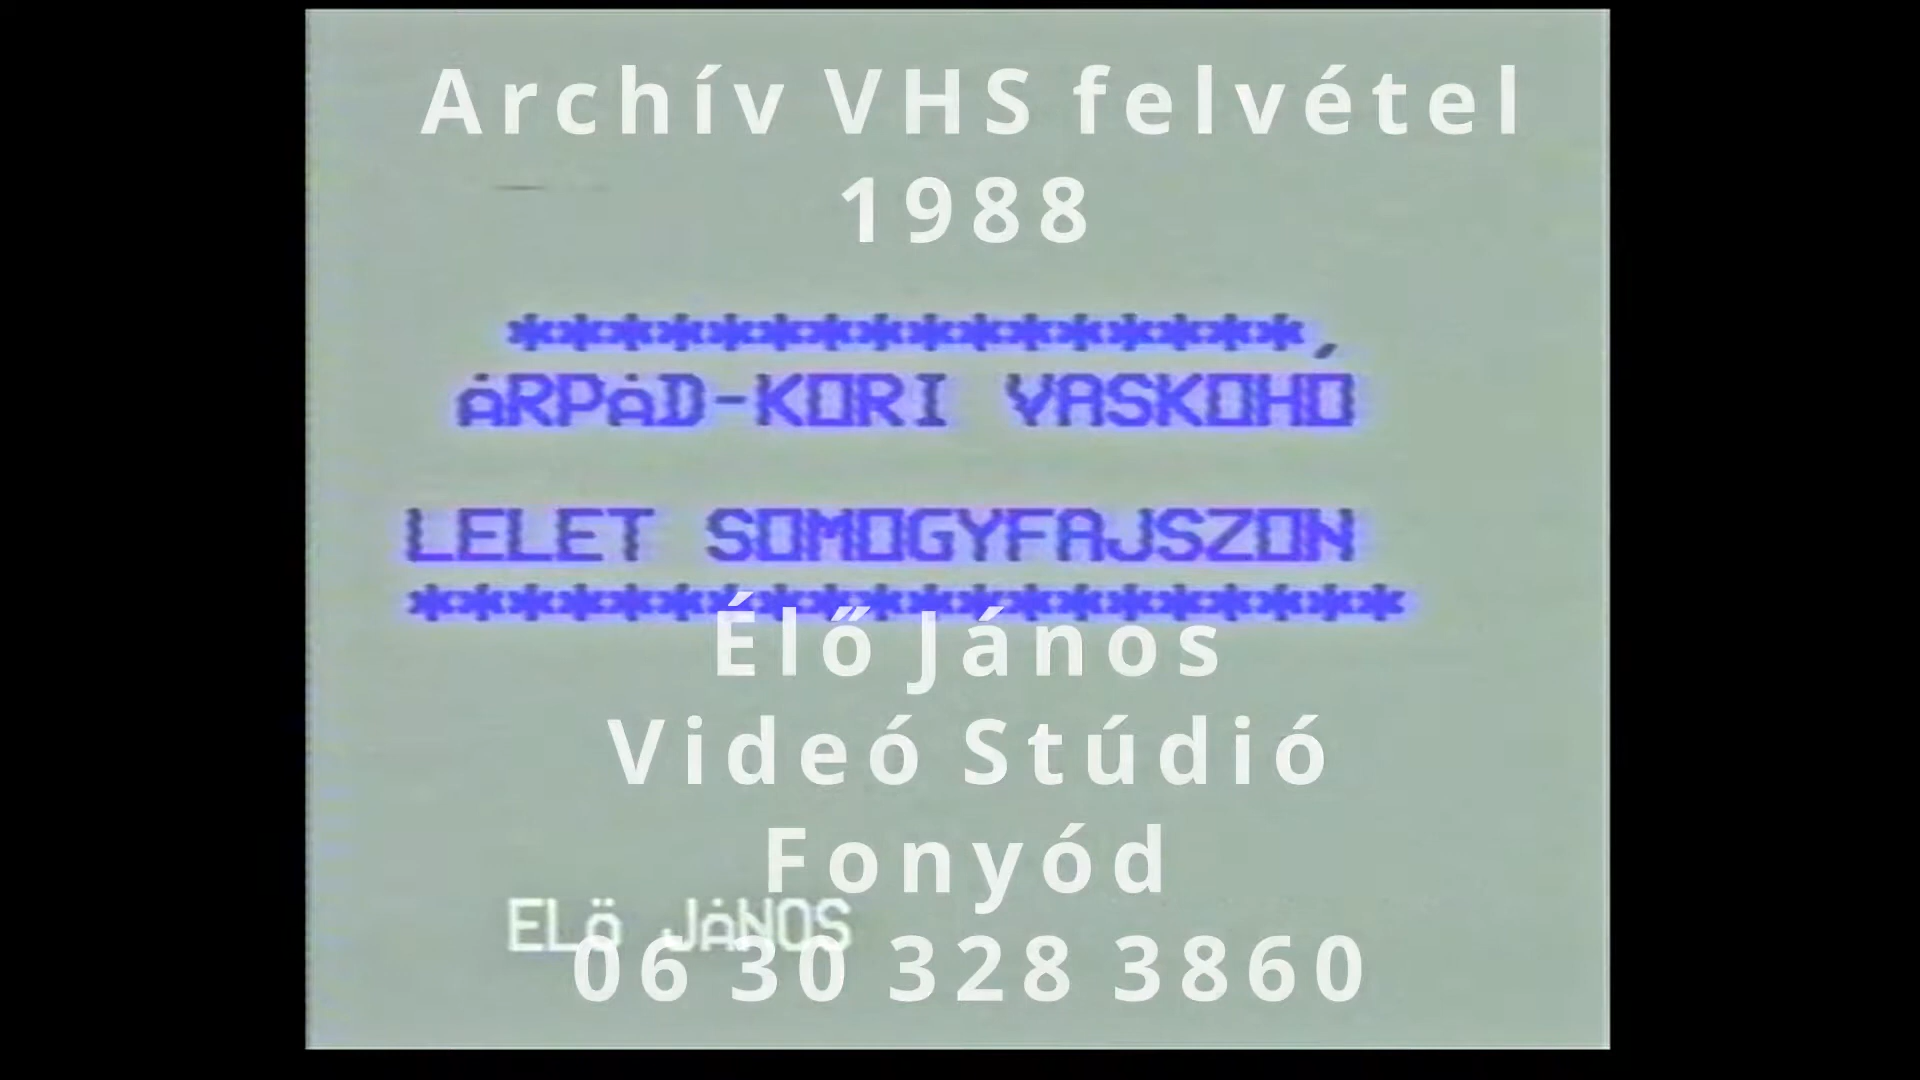 Archív VHS felvétel
1988
****************,
áRPáD-KORI VASKOHO
LELET SOMOGYFAJSZON
********************
Élő János
Videó Stúdió
Fonyód
ELö JáNOS
06 30 328 3860